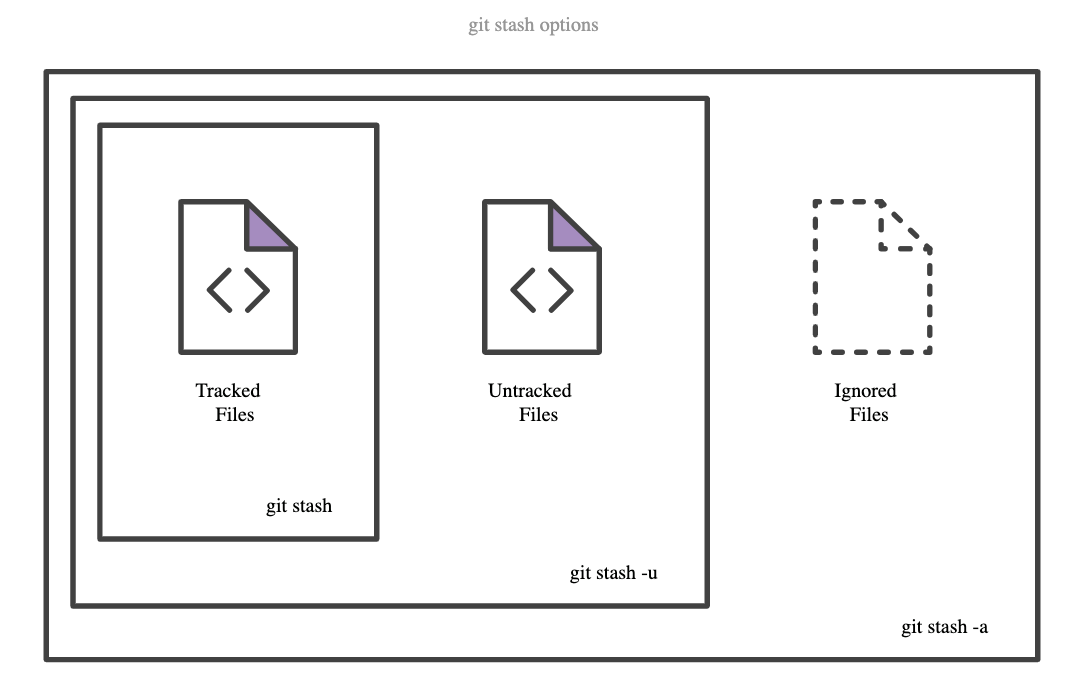 git stash options
Tracked
Files
Untracked
Files
Ignored
Files
git stash
git stash -u
git stash -a